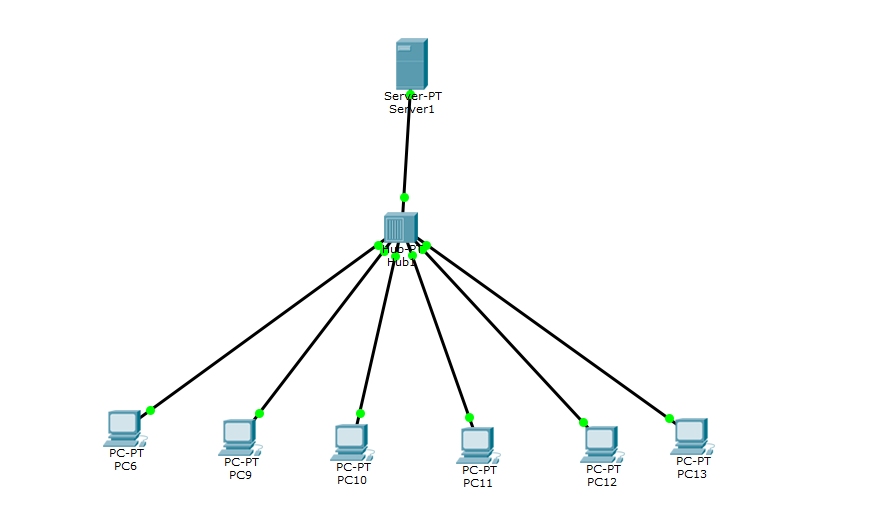 Server-PT
Server1
Hub-PT
Hub1
PC-PT
PC6
PC-PT
PC9
PC-PT
PC10
PC-PT
PC11
PC-PT
PC12
PC-PT
PC13